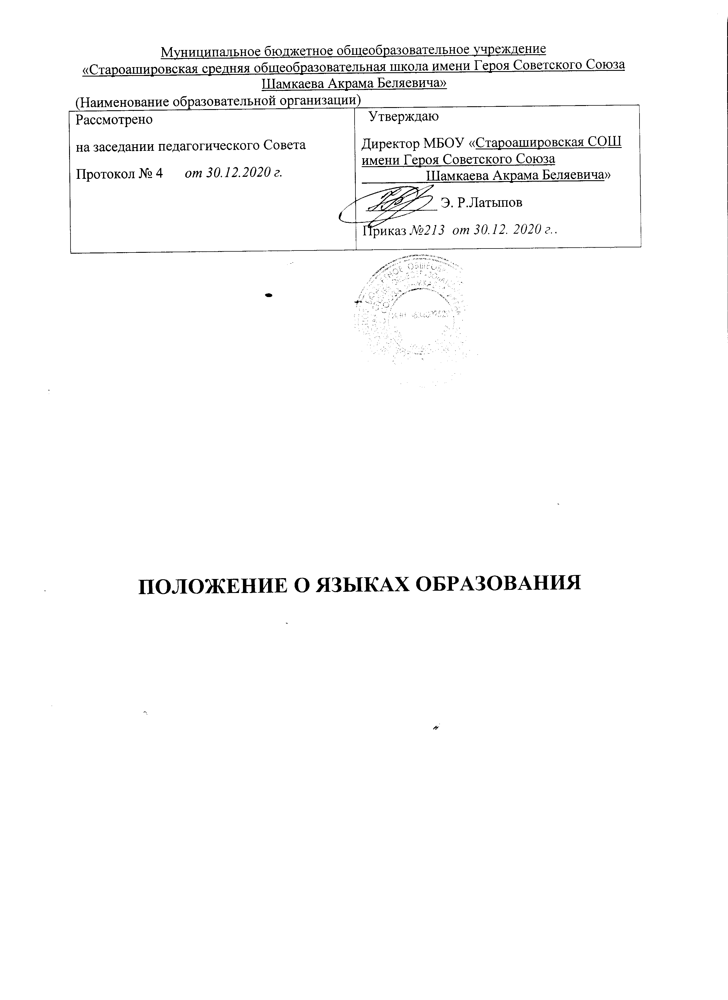 Муниципальное бюджетное общеобразовательное учреждение
«Староашировская средняя общеобразовательная школа имени Героя Советского Союза
Шамкаева Акрама Беляевича»
(Наименование образовательной организации)
Рассмотрено
на заседании педагогического Совета
Протокол № 4 от 30.12.2020 г.
Утверждаю
Директор МБОУ «Староашировская СОШ
имени Героя Советского Союза
Шамкаева Акрама Беляевича»
Э. Р.Латыпов
Приказ №213 от 30.12. 2020 г..
ПОЛОЖЕНИЕ О ЯЗЫКАХ ОБРАЗОВАНИЯ